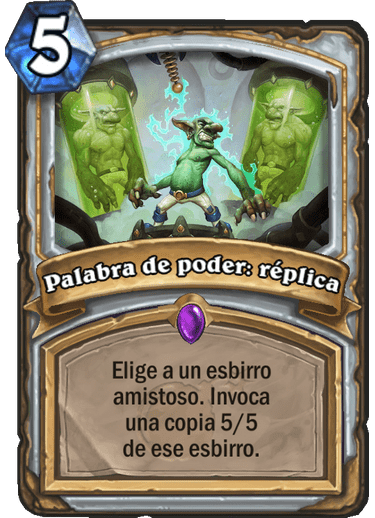 5
Palabra de poder: réplica
Elige a un esbirro
amistoso. Invoca
una copia 5/5
de ese esbirro.